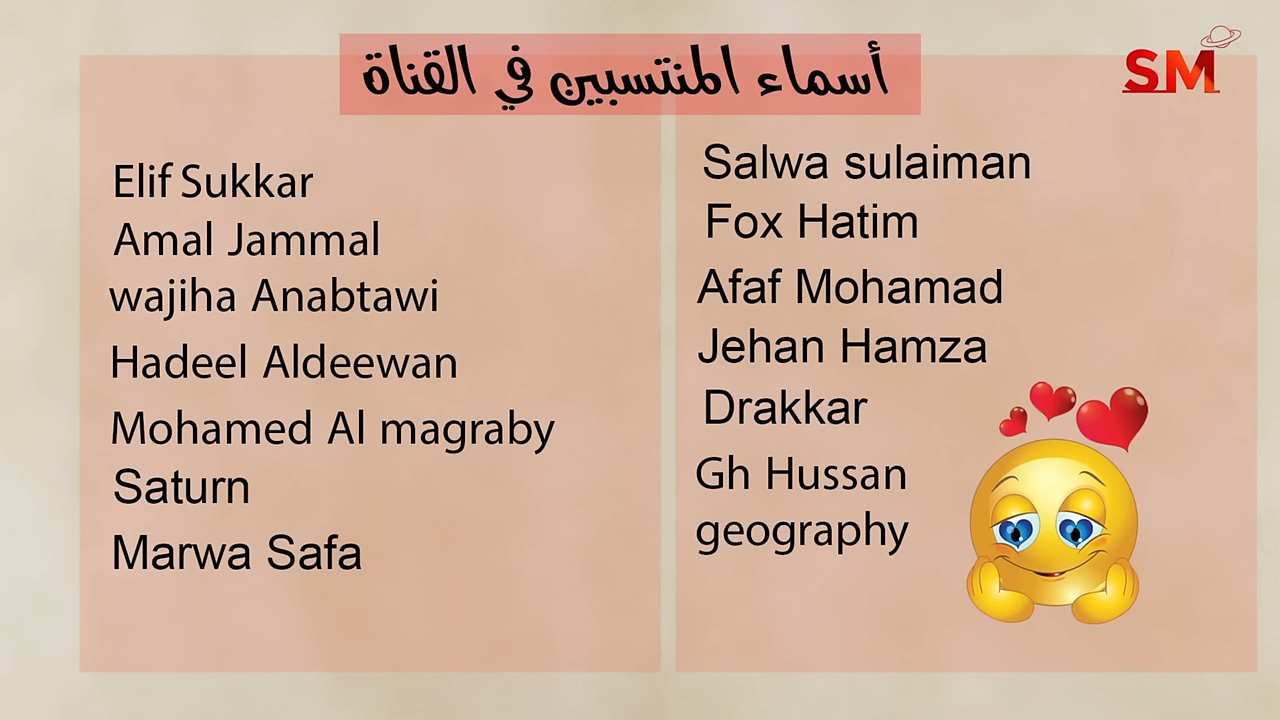 أسماء المنتسبين في القناة
SM
Elif Sukkar
Amal Jammal
wajiha Anabtawi
Hadeel Aldeewan
Mohamed Al magraby
Saturn
Marwa Safa
Salwa sulaiman
Fox Hatim
Afaf Mohamad
Jehan Hamza
Drakkar
Gh Hussan
geography